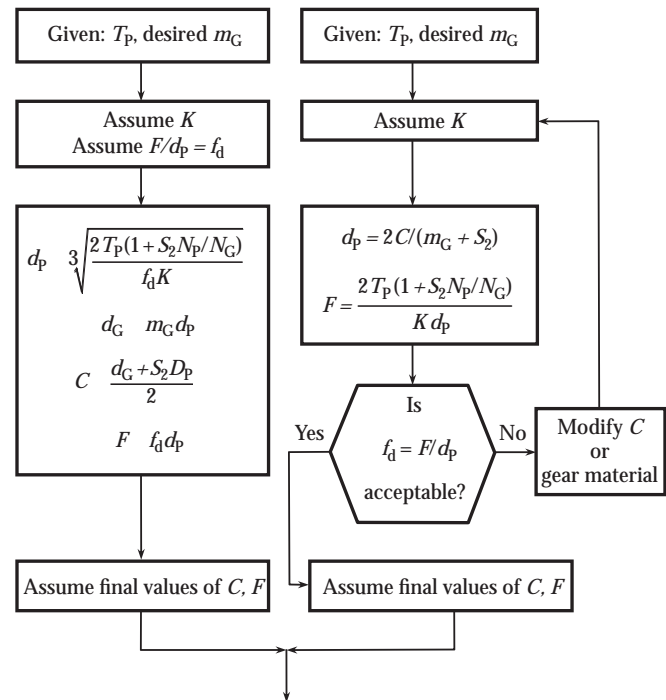 Given: T_P, desired m_G
Assume K
Assume F/d_P = f_d
d_P ∛(2T_P(1 + S_2N_P/N_G) / f_dK)
d_G m_Gd_P
C (d_G + S_2D_P) / 2
F f_dd_P
Assume final values of C, F
Given: T_P, desired m_G
Assume K
d_P = 2C/(m_G + S_2)
F = 2T_P(1 + S_2N_P/N_G) / Kd_P
Is
f_d = F/d_P
acceptable?
Yes
No
Modify C
or
gear material
Assume final values of C, F